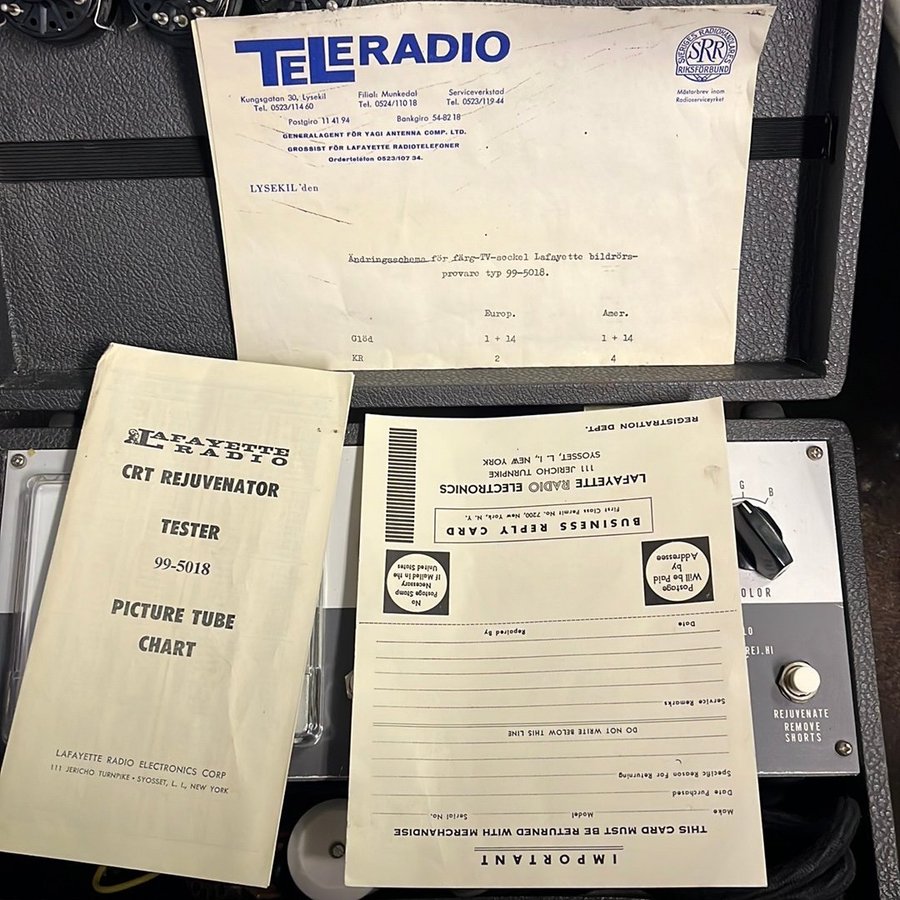 TELERADIO
Kungsgatan 30, Lysekil
Tel. 0523/114 60
Filial: Munkedal
Tel. 0524/110 18
Serviceverkstad
Tel. 0523/119 44
Postgiro 11 41 94 Bankgiro 54-82 18
GENERALAGENT FÖR YAGI ANTENNA COMP. LTD.
GROSSIST FÖR LAFAYETTE RADIOTELEFONER
Ordertelefon 0523/107 34.
SVERIGES RADIOHANDLARES
SRR
RIKSFÖRBUND
Mästarbrev inom
Radioserviceyrket
LYSEKIL den
Ändringsschema för färg-TV-sockel Lafayette bildrörs-
provare typ 99-5018.
Europ. Amer.
Glöd 1 + 14 1 + 14
KR 2 4
LAFAYETTE
RADIO
CRT REJUVENATOR
TESTER
99-5018
PICTURE TUBE
CHART
LAFAYETTE RADIO ELECTRONICS CORP
111 JERICHO TURNPIKE • SYOSSET, L. I., NEW YORK
IMPORTANT
THIS CARD MUST BE RETURNED WITH MERCHANDISE
Make Model Serial No.
Date Purchased
Specific Reason For Returning
DO NOT WRITE BELOW THIS LINE
Service Remarks
Date Repaired By
Postage
Will be Paid
by
Addressee
No
Postage Stamp
Necessary
If Mailed in the
United States
BUSINESS REPLY CARD
First Class Permit No. 7200, New York, N. Y.
LAFAYETTE RADIO ELECTRONICS
111 JERICHO TURNPIKE
SYOSSET, L. I., NEW YORK
REGISTRATION DEPT.
G
B
OLOR
LO
REJ.HI
REJUVENATE
REMOVE
SHORTS